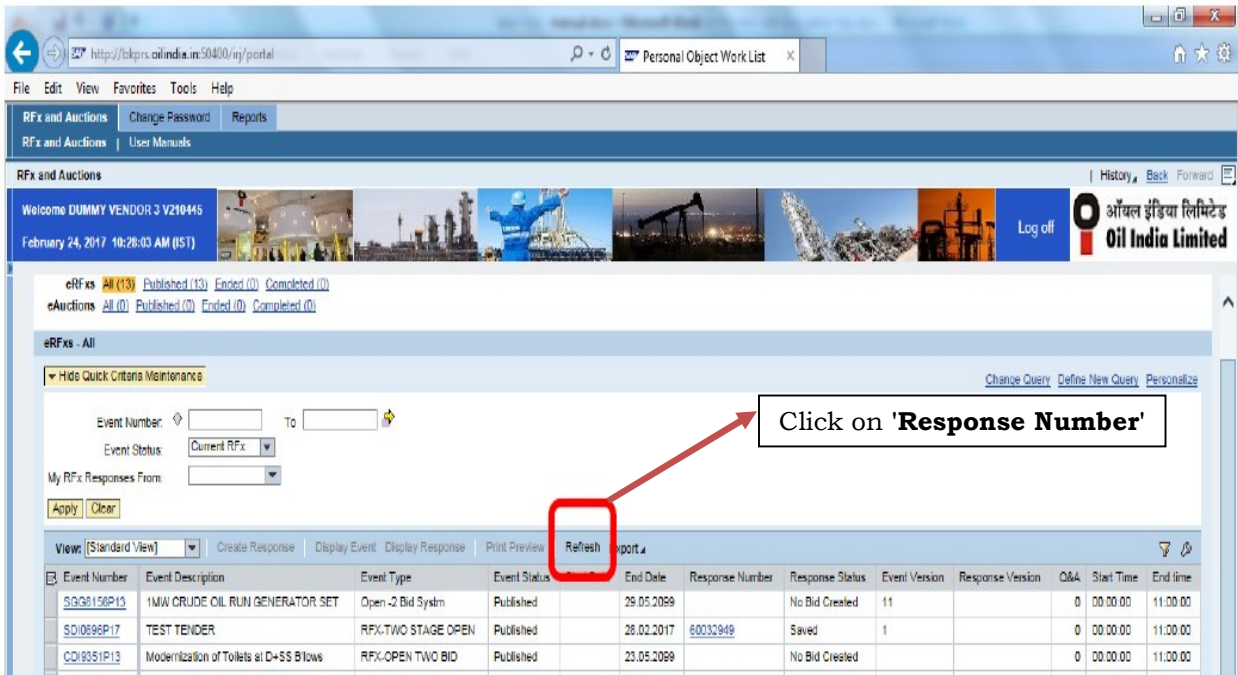 http://bkprs.oilindia.in:50400/irj/portal
Personal Object Work List
File Edit View Favorites Tools Help
RFx and Auctions Change Password Reports
RFx and Auctions | User Manuals
RFx and Auctions | History Back Forward
Welcome DUMMY VENDOR 3 V210445
February 24, 2017 10:28:03 AM (IST)
Log off
ऑयल इंडिया लिमिटेड
Oil India Limited
eRFxs All (13) Published (13) Ended (0) Completed (0)
eAuctions All (0) Published (0) Ended (0) Completed (0)
eRFxs - All
Hide Quick Criteria Maintenance Change Query Define New Query Personalize
Event Number: To
Click on 'Response Number'
Event Status: Current RFx
My RFx Responses From:
Apply Clear
View: [Standard View] Create Response Display Event Display Response Print Preview Refresh Export
Event Number Event Description Event Type Event Status End Date Response Number Response Status Event Version Response Version Q&A Start Time End time
SGG8156P13 1MW CRUDE OIL RUN GENERATOR SET Open -2 Bid Systm Published 29.05.2099 No Bid Created 11 0 00:00:00 11:00:00
SDI0696P17 TEST TENDER RFX-TWO STAGE OPEN Published 28.02.2017 60032949 Saved 1 0 00:00:00 11:00:00
CDI9351P13 Modernization of Toilets at D+SS B'lows RFX-OPEN TWO BID Published 23.05.2099 No Bid Created 0 00:00:00 11:00:00